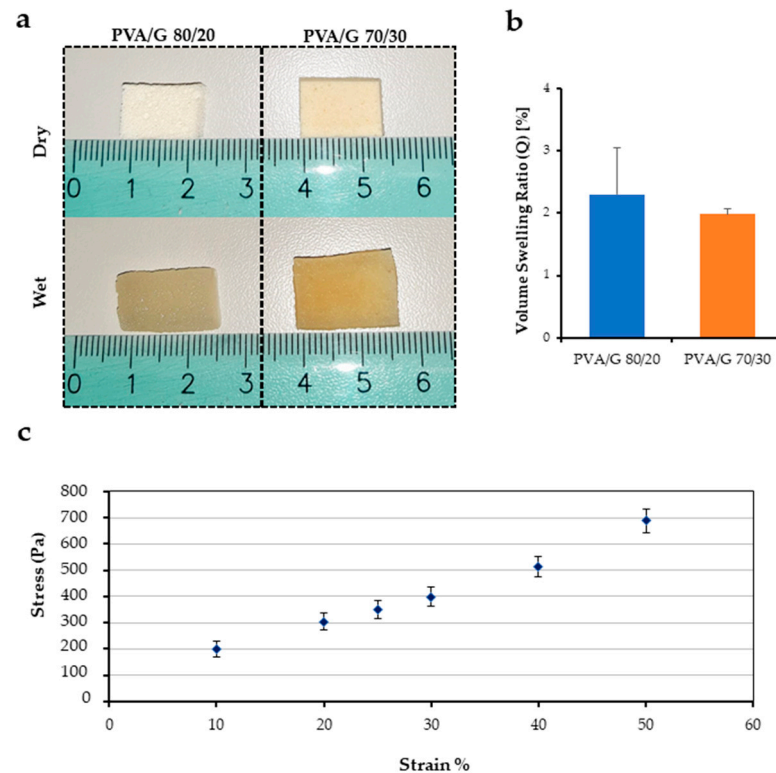 a
PVA/G 80/20
PVA/G 70/30
Dry
0 1 2 3
4 5 6
Wet
0 1 2 3
4 5 6
b
Volume Swelling Ratio (Q) [%]
4
3
2
1
0
PVA/G 80/20
PVA/G 70/30
c
Stress (Pa)
800
700
600
500
400
300
200
100
0
0 10 20 30 40 50 60
Strain %